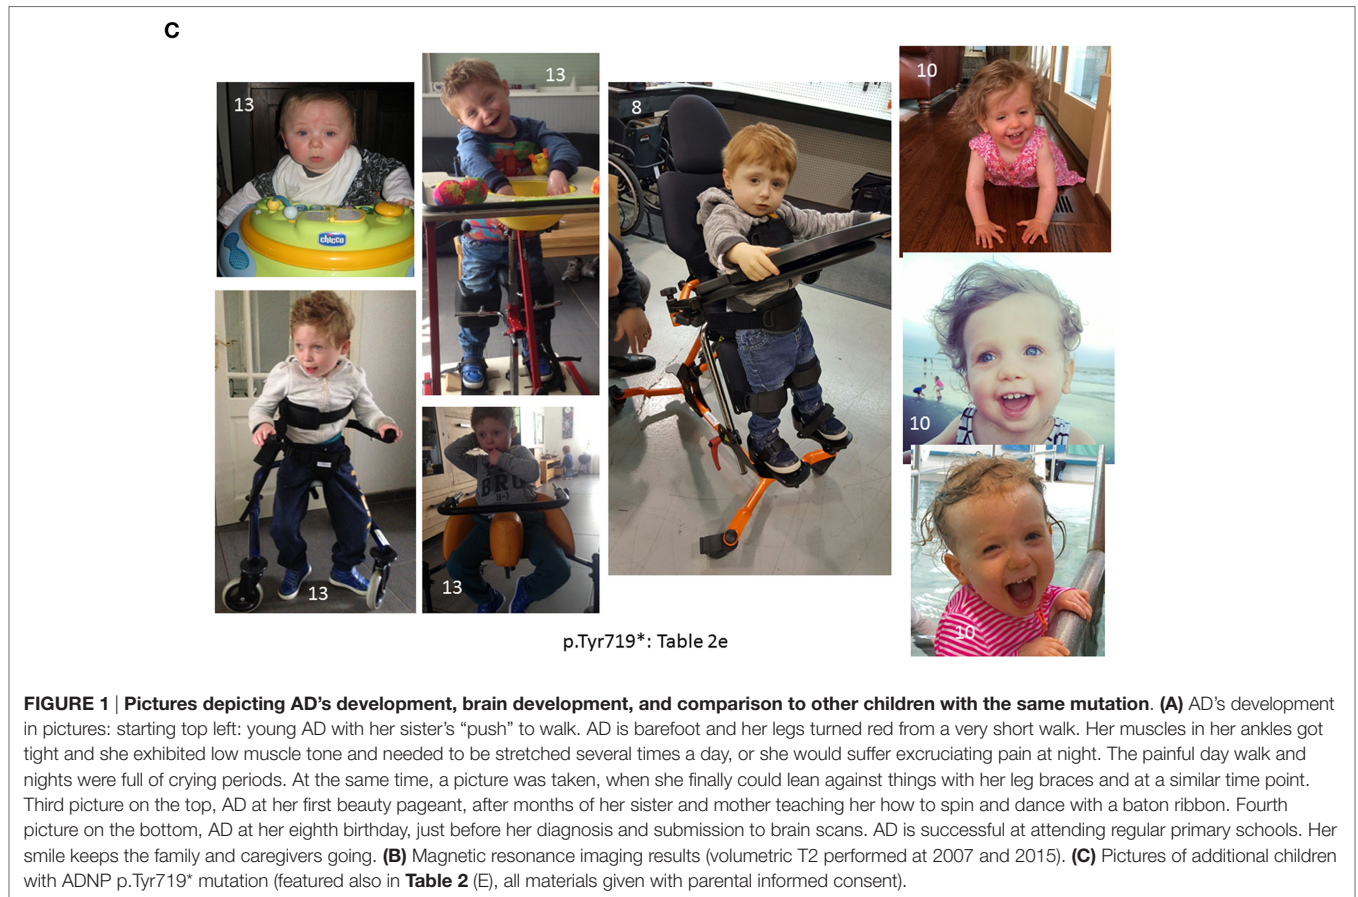 C
13
13
8
10
chicco
10
13
BRU
13
10
p.Tyr719*: Table 2e
FIGURE 1 | Pictures depicting AD’s development, brain development, and comparison to other children with the same mutation. (A) AD’s development
in pictures: starting top left: young AD with her sister’s “push” to walk. AD is barefoot and her legs turned red from a very short walk. Her muscles in her ankles got
tight and she exhibited low muscle tone and needed to be stretched several times a day, or she would suffer excruciating pain at night. The painful day walk and
nights were full of crying periods. At the same time, a picture was taken, when she finally could lean against things with her leg braces and at a similar time point.
Third picture on the top, AD at her first beauty pageant, after months of her sister and mother teaching her how to spin and dance with a baton ribbon. Fourth
picture on the bottom, AD at her eighth birthday, just before her diagnosis and submission to brain scans. AD is successful at attending regular primary schools. Her
smile keeps the family and caregivers going. (B) Magnetic resonance imaging results (volumetric T2 performed at 2007 and 2015). (C) Pictures of additional children
with ADNP p.Tyr719* mutation (featured also in Table 2 (E), all materials given with parental informed consent).